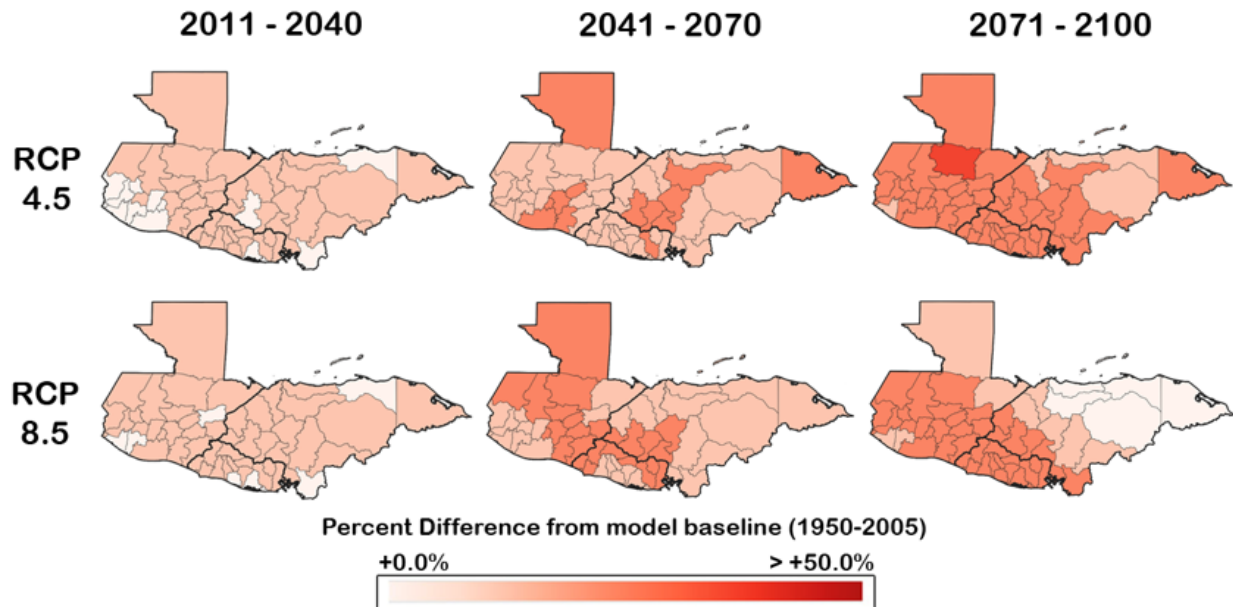 2011 - 2040
2041 - 2070
2071 - 2100
RCP
4.5
RCP
8.5
Percent Difference from model baseline (1950-2005)
+0.0%
> +50.0%